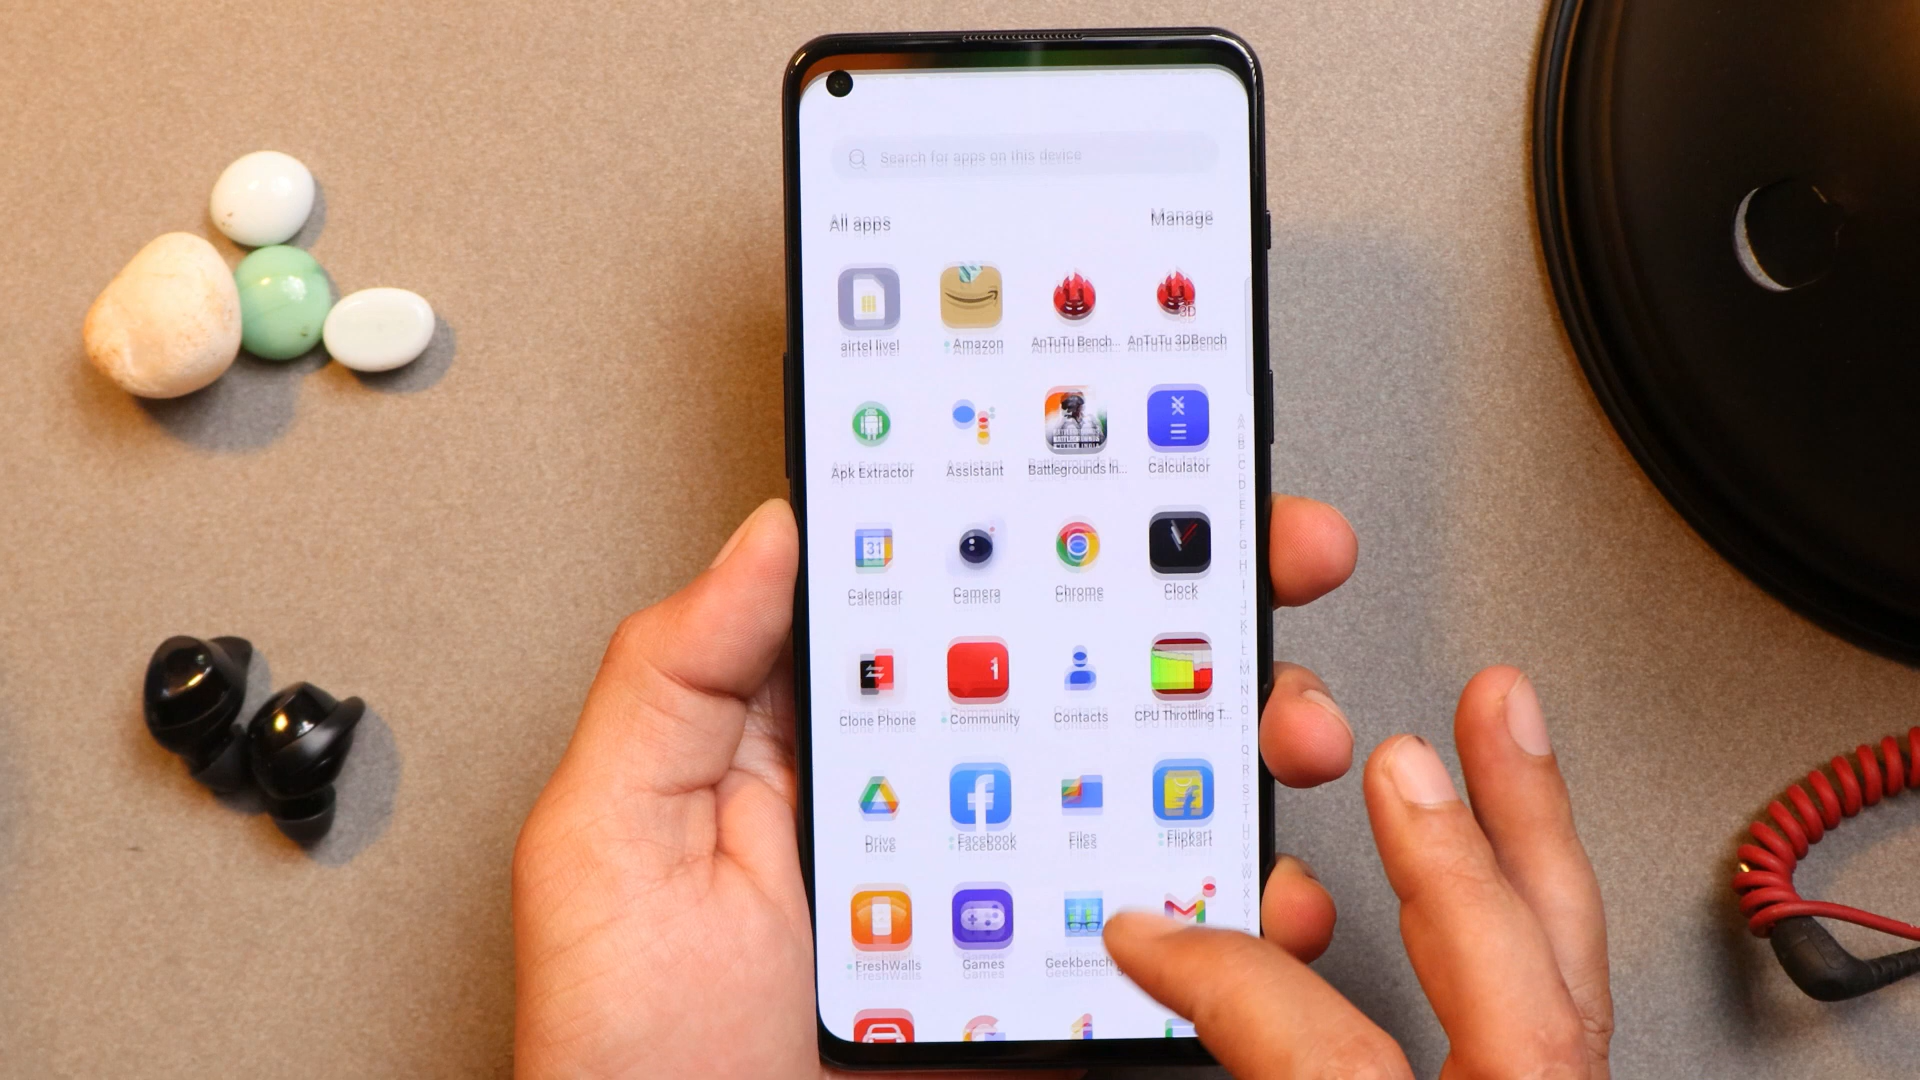 Search for apps on this device
All apps
Manage
airtel live!
Amazon
AnTuTu Bench...
AnTuTu 3DBench
3D
Apk Extractor
Assistant
Battlegrounds In...
Calculator
31
Calendar
Camera
Chrome
Clock
Clone Phone
Community
Contacts
CPU Throttling T...
Drive
Facebook
Files
Flipkart
FreshWalls
Games
Geekbench